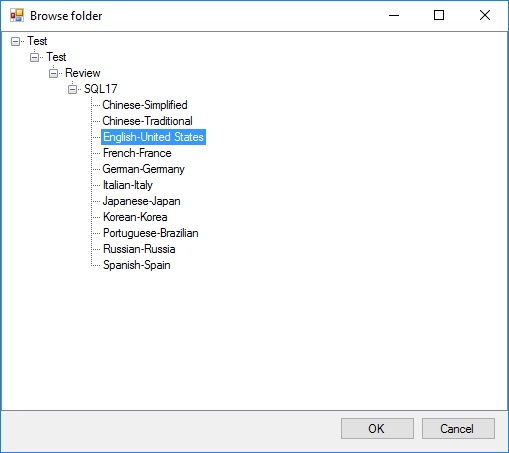 Browse folder
Test
Test
Review
SQL17
Chinese-Simplified
Chinese-Traditional
English-United States
French-France
German-Germany
Italian-Italy
Japanese-Japan
Korean-Korea
Portuguese-Brazilian
Russian-Russia
Spanish-Spain
OK Cancel